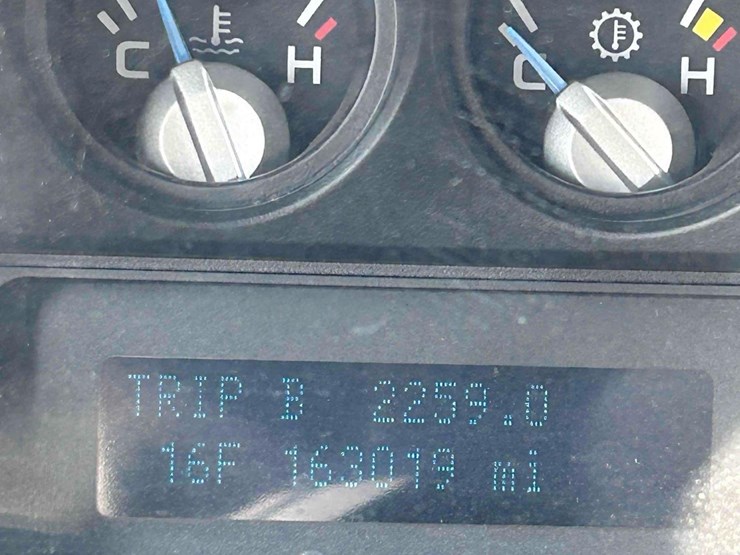 C H C H
TRIP B 2259.0
16F 163019 mi